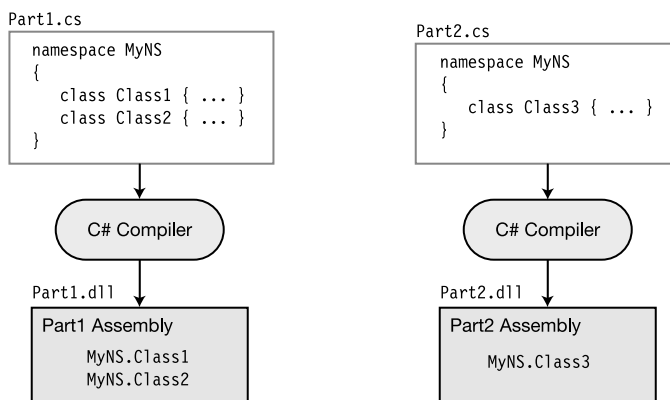 Part1.cs
namespace MyNS
{
class Class1 { ... }
class Class2 { ... }
}
C# Compiler
Part1.dll
Part1 Assembly
MyNS.Class1
MyNS.Class2
Part2.cs
namespace MyNS
{
class Class3 { ... }
}
C# Compiler
Part2.dll
Part2 Assembly
MyNS.Class3